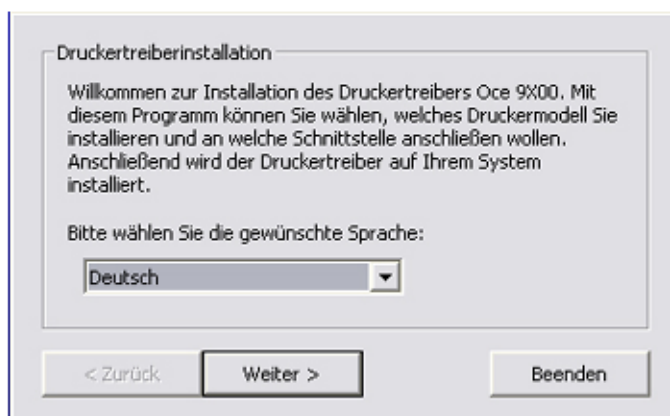 Druckertreiberinstallation
Willkommen zur Installation des Druckertreibers Oce 9X00. Mit
diesem Programm können Sie wählen, welches Druckermodell Sie
installieren und an welche Schnittstelle anschließen wollen.
Anschließend wird der Druckertreiber auf Ihrem System
installiert.
Bitte wählen Sie die gewünschte Sprache:
Deutsch
< Zurück
Weiter >
Beenden